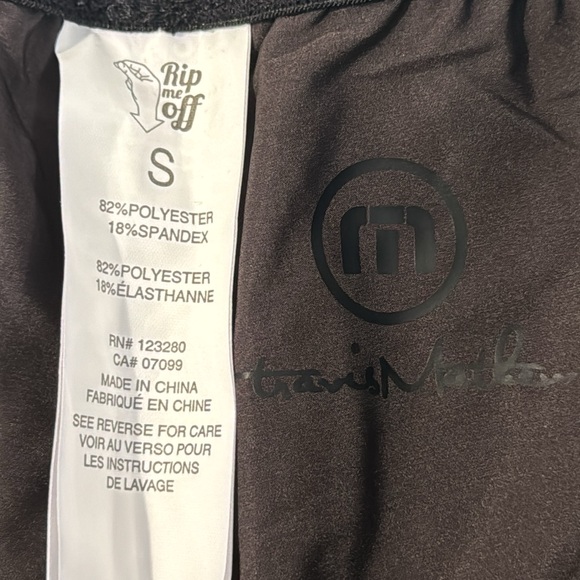 Rip
me
off
S
82%POLYESTER
18%SPANDEX
82%POLYESTER
18%ÉLASTHANNE
RN# 123280
CA# 07099
MADE IN CHINA
FABRIQUÉ EN CHINE
SEE REVERSE FOR CARE
VOIR AU VERSO POUR
LES INSTRUCTIONS
DE LAVAGE
m
travisMathew